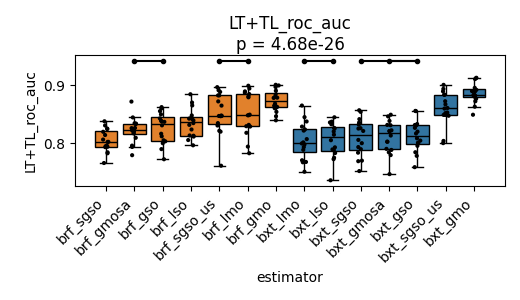 LT+TL_roc_auc
p = 4.68e-26
LT+TL_roc_auc
0.9
0.8
brf_sgso
brf_gmosa
brf_gso
brf_lso
brf_sgso_us
brf_lmo
brf_gmo
bxt_lmo
bxt_lso
bxt_sgso
bxt_gmosa
bxt_gso
bxt_sgso_us
bxt_gmo
estimator